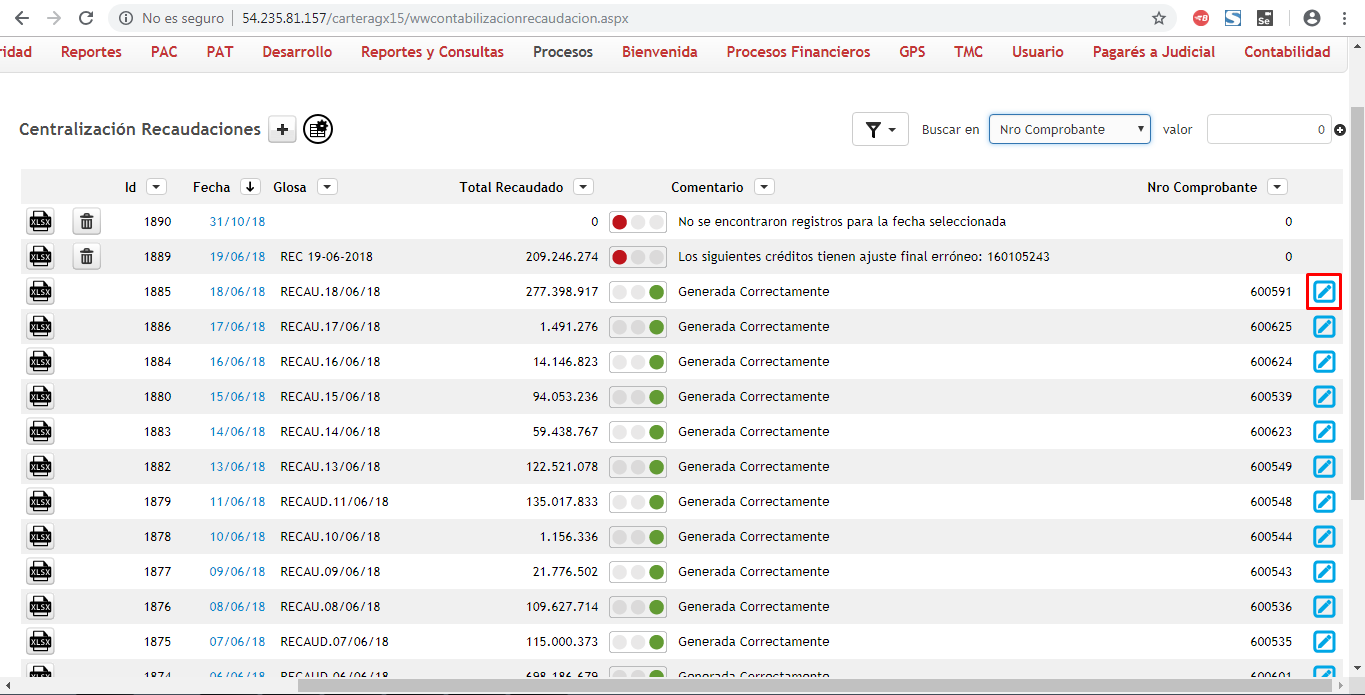 No es seguro | 54.235.81.157/carteragx15/wwcontabilizacionrecaudacion.aspx
ridad Reportes PAC PAT Desarrollo Reportes y Consultas Procesos Bienvenida Procesos Financieros GPS TMC Usuario Pagarés a Judicial Contabilidad
Centralización Recaudaciones Buscar en Nro Comprobante valor 0
Id Fecha Glosa Total Recaudado Comentario Nro Comprobante
XLSX 1890 31/10/18 0 No se encontraron registros para la fecha seleccionada 0
XLSX 1889 19/06/18 REC 19-06-2018 209.246.274 Los siguientes créditos tienen ajuste final erróneo: 160105243 0
XLSX 1885 18/06/18 RECAU.18/06/18 277.398.917 Generada Correctamente 600591
XLSX 1886 17/06/18 RECAU.17/06/18 1.491.276 Generada Correctamente 600625
XLSX 1884 16/06/18 RECAU.16/06/18 14.146.823 Generada Correctamente 600624
XLSX 1880 15/06/18 RECAU.15/06/18 94.053.236 Generada Correctamente 600539
XLSX 1883 14/06/18 RECAU.14/06/18 59.438.767 Generada Correctamente 600623
XLSX 1882 13/06/18 RECAU.13/06/18 122.521.078 Generada Correctamente 600549
XLSX 1879 11/06/18 RECAUD.11/06/18 135.017.833 Generada Correctamente 600548
XLSX 1878 10/06/18 RECAU.10/06/18 1.156.336 Generada Correctamente 600544
XLSX 1877 09/06/18 RECAU.09/06/18 21.776.502 Generada Correctamente 600543
XLSX 1876 08/06/18 RECAU.08/06/18 109.627.714 Generada Correctamente 600536
XLSX 1875 07/06/18 RECAUD.07/06/18 115.000.373 Generada Correctamente 600535
XLSX 1874 06/06/18 RECAUD.06/06/18 698.186.679 Generada Correctamente 600601